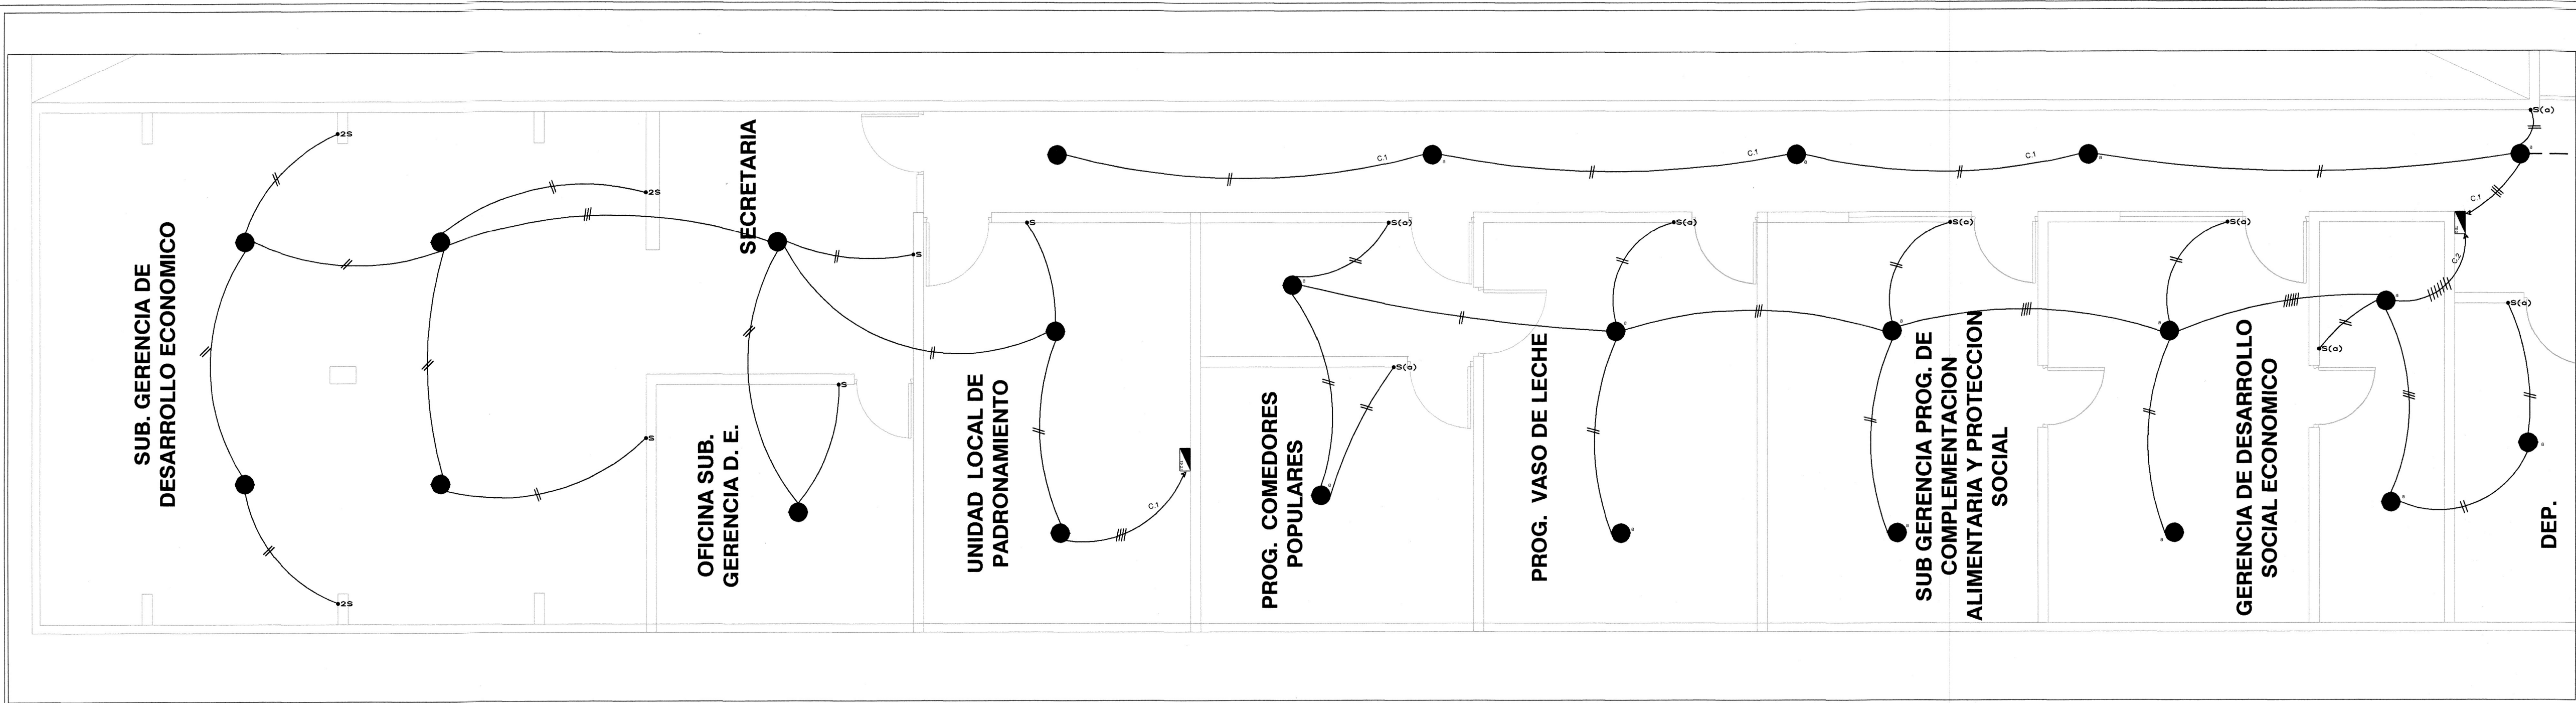 SUB. GERENCIA DE
DESARROLLO ECONOMICO
2S
2S
2S
S
SECRETARIA
S
OFICINA SUB.
GERENCIA D. E.
S
UNIDAD LOCAL DE
PADRONAMIENTO
S
C.1
PROG. COMEDORES
POPULARES
S(a)
S(a)
a
a
PROG. VASO DE LECHE
S(a)
a
a
SUB GERENCIA PROG. DE
COMPLEMENTACION
ALIMENTARIA Y PROTECCION
SOCIAL
S(a)
a
a
GERENCIA DE DESARROLLO
SOCIAL ECONOMICO
S(a)
a
a
S(a)
a
a
C.1
C.1
C.1
a
a
a
a
S(a)
C.1
C.2
S(a)
a
DEP.